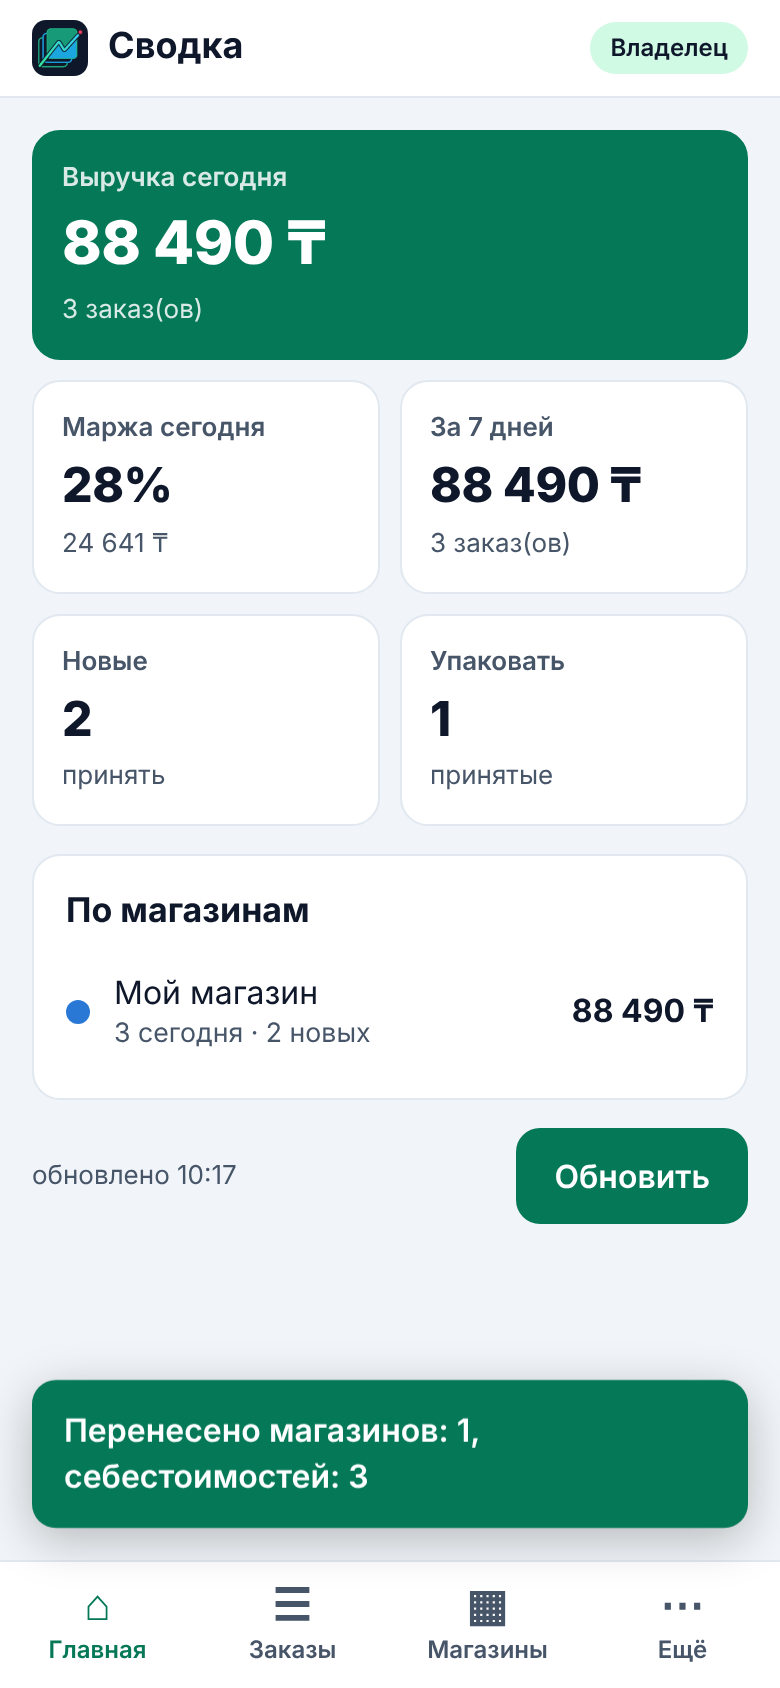 Сводка
Владелец
Выручка сегодня
88 490 ₸
3 заказ(ов)
Маржа сегодня
28%
24 641 ₸
За 7 дней
88 490 ₸
3 заказ(ов)
Новые
2
принять
Упаковать
1
принятые
По магазинам
Мой магазин
88 490 ₸
3 сегодня · 2 новых
обновлено 10:17
Обновить
Перенесено магазинов: 1,
себестоимостей: 3
Главная
Заказы
Магазины
Ещё